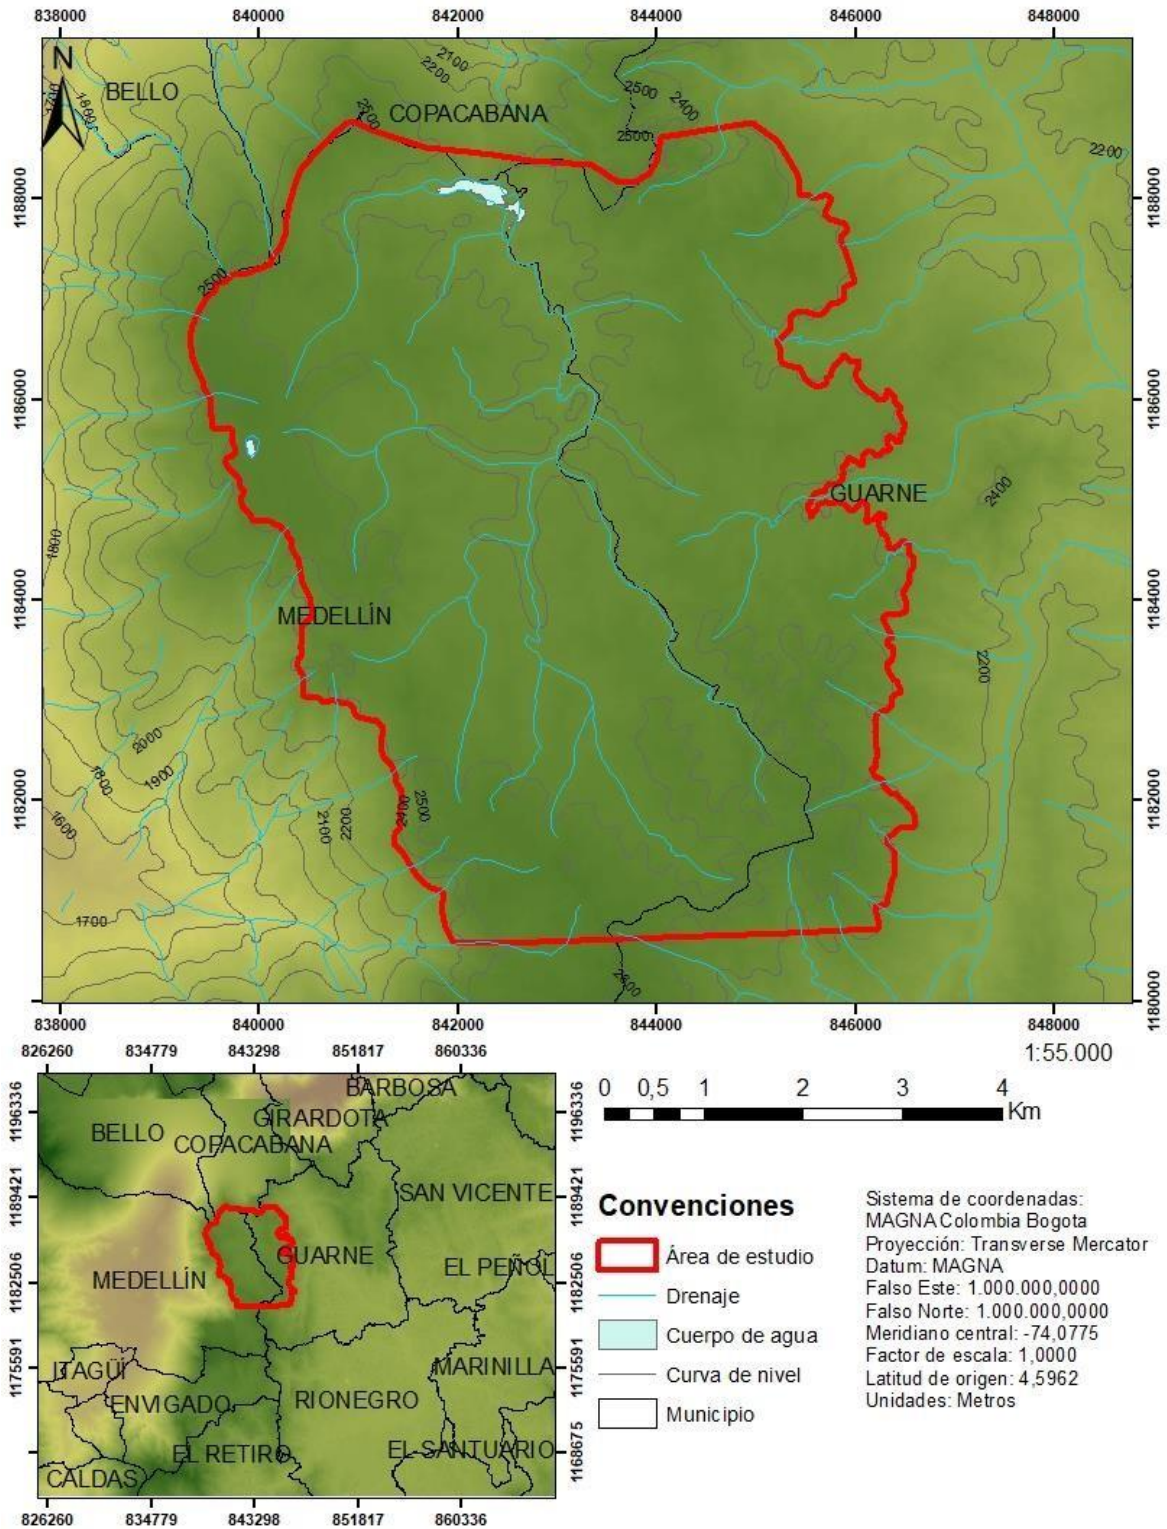 838000 840000 842000 844000 846000 848000
N
BELLO
COPACABANA
MEDELLÍN
GUARNE
1700
1800
2100
2200
2500
2500
2400
2500
2200
2500
1800
2400
2200
2000
1800
1900
1600
2100
2200
2400
2500
1700
1188000
1186000
1184000
1182000
1188000
1186000
1184000
1182000
1180000
838000 840000 842000 844000 846000 848000
826260 834779 843298 851817 860336
1:55.000
0 0,5 1 2 3 4
Km
BARBOSA
GIRARDOTA
BELLO
COPACABANA
SAN VICENTE
GUARNE
EL PEÑOL
MEDELLÍN
MARINILLA
ITAGÜÍ
RIONEGRO
ENVIGADO
EL RETIRO
EL SANTUARIO
CALDAS
1196336
1189421
1182506
1175591
1168675
1196336
1189421
1182506
1175591
1168675
826260 834779 843298 851817 860336
Convenciones
Área de estudio
Drenaje
Cuerpo de agua
Curva de nivel
Municipio
Sistema de coordenadas:
MAGNA Colombia Bogota
Proyección: Transverse Mercator
Datum: MAGNA
Falso Este: 1.000.000,0000
Falso Norte: 1.000.000,0000
Meridiano central: -74,0775
Factor de escala: 1,0000
Latitud de origen: 4,5962
Unidades: Metros